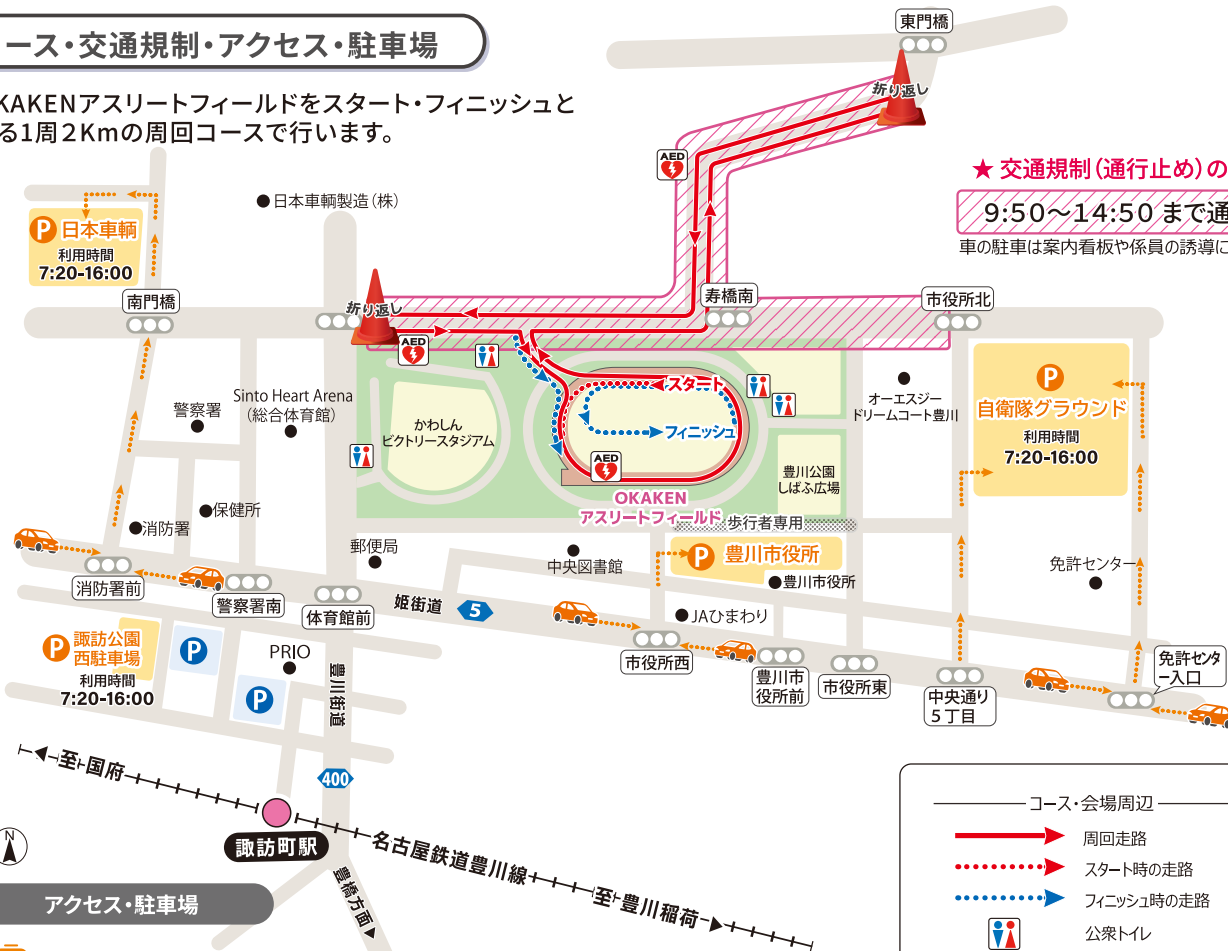 ース・交通規制・アクセス・駐車場
KAKENアスリートフィールドをスタート・フィニッシュと
る1周2Kmの周回コースで行います。
東門橋
折り返し
AED
★ 交通規制(通行止め)の
9:50〜14:50 まで通
車の駐車は案内看板や係員の誘導に
日本車輌製造(株)
P 日本車輌
利用時間
7:20-16:00
南門橋
折り返し
寿橋南
市役所北
AED
スタート
フィニッシュ
AED
警察署
Sinto Heart Arena
(総合体育館)
かわしん
ビクトリースタジアム
オーエスジー
ドリームコート豊川
P
自衛隊グラウンド
利用時間
7:20-16:00
豊川公園
しばふ広場
OKAKEN
アスリートフィールド
歩行者専用
保健所
消防署
郵便局
中央図書館
P 豊川市役所
豊川市役所
免許センター
消防署前
警察署南
体育館前
姫街道
5
JAひまわり
市役所西
豊川市
役所前
市役所東
中央通り
5丁目
免許センタ
ー入口
P 諏訪公園
西駐車場
利用時間
7:20-16:00
P
PRIO
P
豊川街道
400
至 国府
諏訪町駅
名古屋鉄道豊川線
至 豊川稲荷
豊橋方面
N
アクセス・駐車場
コース・会場周辺
周回走路
スタート時の走路
フィニッシュ時の走路
公衆トイレ